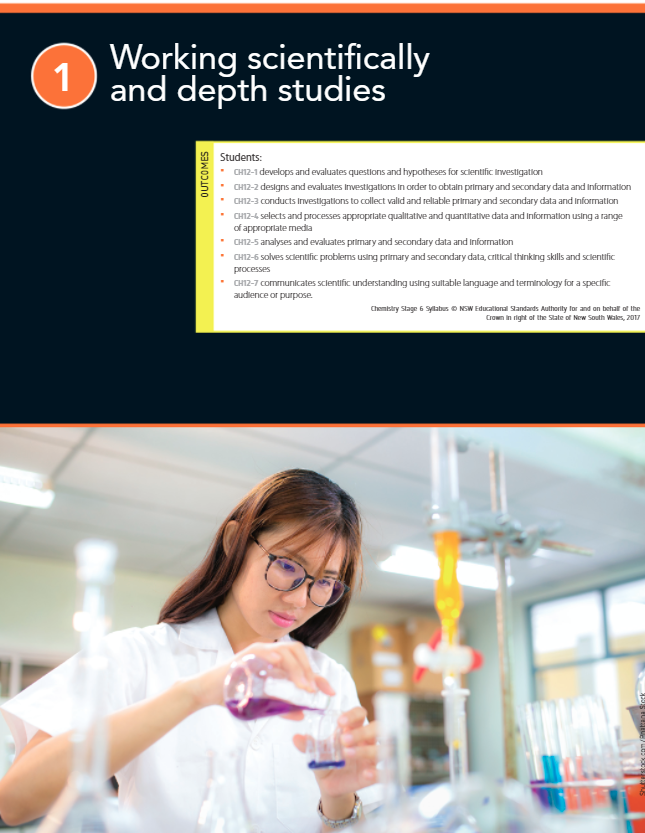 1
Working scientifically
and depth studies
OUTCOMES
Students:
• CH12-1 develops and evaluates questions and hypotheses for scientific investigation
• CH12-2 designs and evaluates investigations in order to obtain primary and secondary data and information
• CH12-3 conducts investigations to collect valid and reliable primary and secondary data and information
• CH12-4 selects and processes appropriate qualitative and quantitative data and information using a range
of appropriate media
• CH12-5 analyses and evaluates primary and secondary data and information
• CH12-6 solves scientific problems using primary and secondary data, critical thinking skills and scientific
processes
• CH12-7 communicates scientific understanding using suitable language and terminology for a specific
audience or purpose.
Chemistry Stage 6 Syllabus © NSW Educational Standards Authority for and on behalf of the
Crown in right of the State of New South Wales, 2017